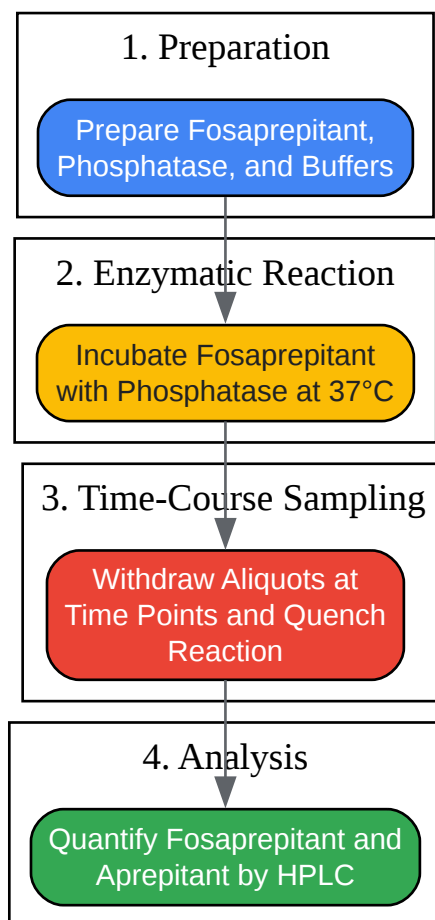 1. Preparation
Prepare Fosaprepitant,
Phosphatase, and Buffers
2. Enzymatic Reaction
Incubate Fosaprepitant
with Phosphatase at 37°C
3. Time-Course Sampling
Withdraw Aliquots at
Time Points and Quench
Reaction
4. Analysis
Quantify Fosaprepitant and
Aprepitant by HPLC